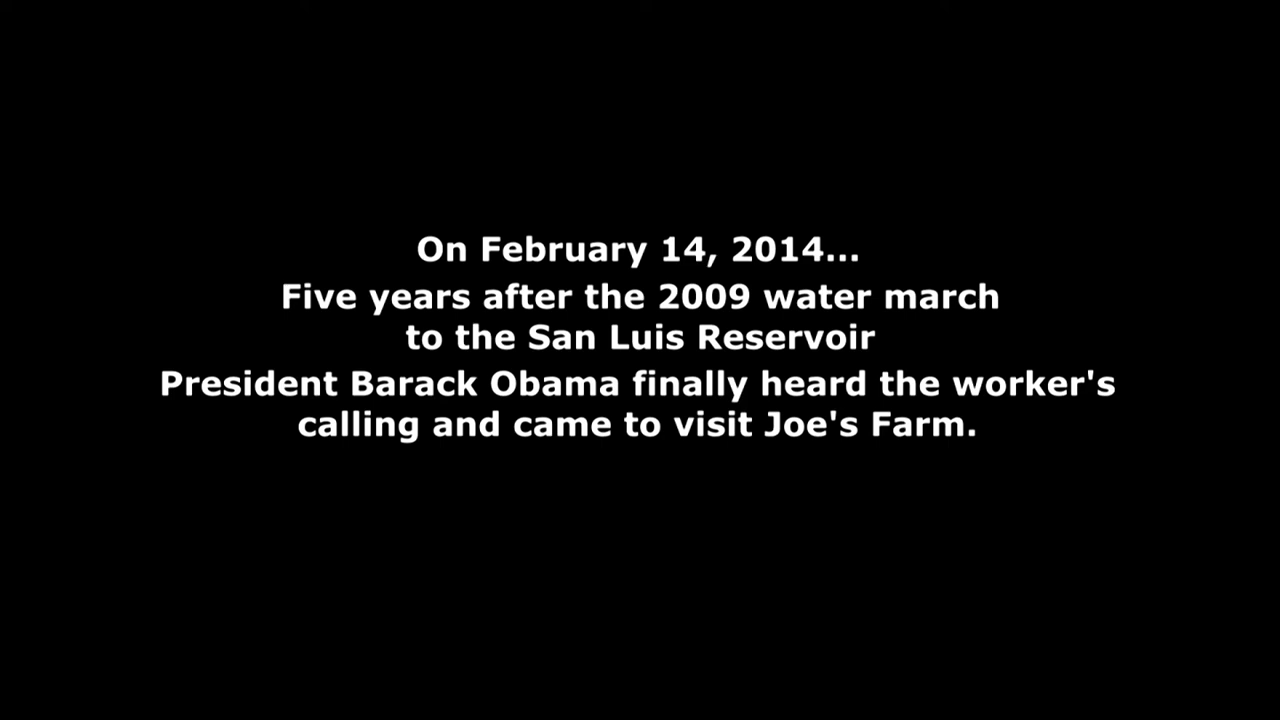 On February 14, 2014...
Five years after the 2009 water march
to the San Luis Reservoir
President Barack Obama finally heard the worker's
calling and came to visit Joe's Farm.